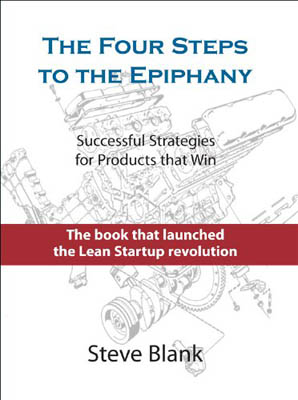 The Four Steps
to the Epiphany
Successful Strategies
for Products that Win
The book that launched
the Lean Startup revolution
Steve Blank